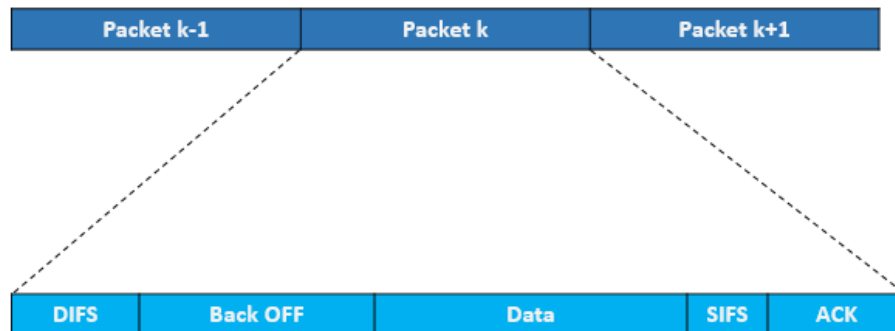 Packet k-1 Packet k Packet k+1
DIFS Back OFF Data SIFS ACK